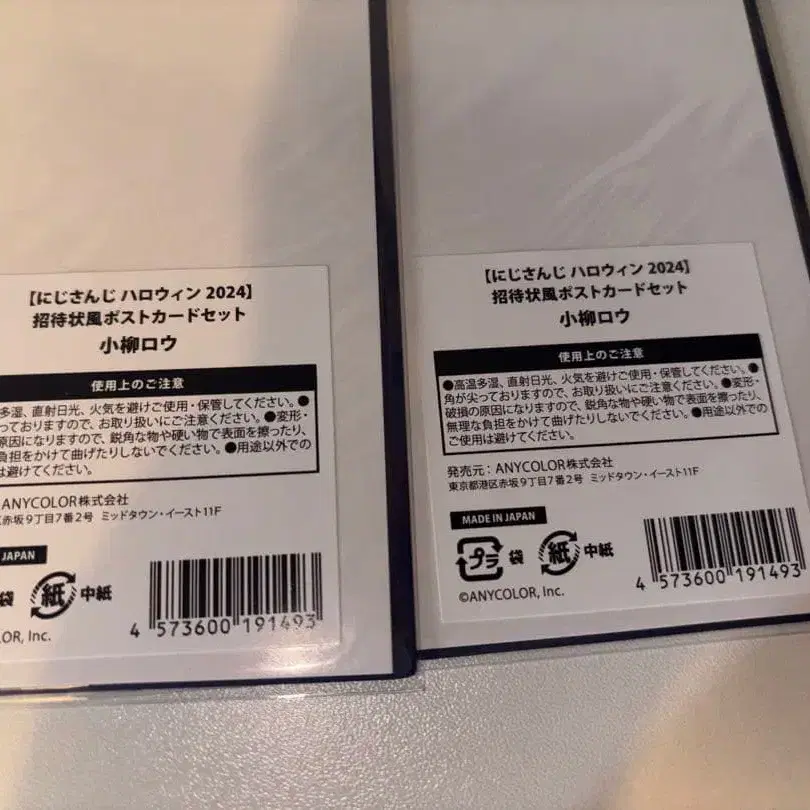 【にじさんじ ハロウィン 2024】
招待状風ポストカードセット
小柳ロウ
使用上のご注意
多湿、直射日光、火気を避けご使用・保管してください。●
っておりますので、お取り扱いにご注意ください。●変形・
原因になりますので、鋭角な物や硬い物で表面を擦ったり、
負担をかけて曲げたりしないでください。●用途以外での
は避けてください。
ANYCOLOR株式会社
赤坂9丁目7番2号 ミッドタウン・イースト11F
JAPAN
袋
紙
中紙
OR, Inc.
4 573600 191493
【にじさんじ ハロウィン 2024】
招待状風ポストカードセット
小柳ロウ
使用上のご注意
●高温多湿、直射日光、火気を避けご使用・保管してください。●
角が尖っておりますので、お取り扱いにご注意ください。●変形・
破損の原因になりますので、鋭角な物や硬い物で表面を擦ったり、
無理な負担をかけて曲げたりしないでください。●用途以外での
ご使用は避けてください。
発売元：ANYCOLOR株式会社
東京都港区赤坂9丁目7番2号 ミッドタウン・イースト11F
MADE IN JAPAN
プラ
袋
紙
中紙
©ANYCOLOR, Inc.
4 573600 191493